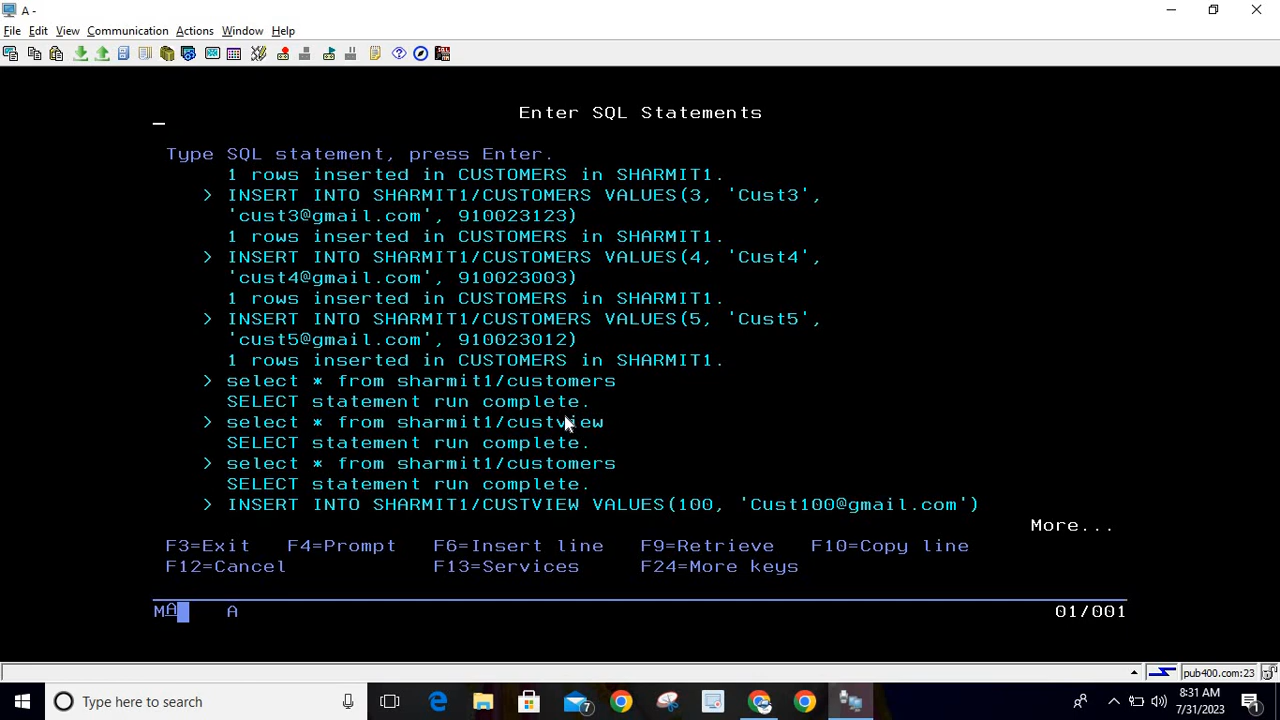 A -
File Edit View Communication Actions Window Help
Enter SQL Statements
Type SQL statement, press Enter.
1 rows inserted in CUSTOMERS in SHARMIT1.
> INSERT INTO SHARMIT1/CUSTOMERS VALUES(3, 'Cust3',
'cust3@gmail.com', 910023123)
1 rows inserted in CUSTOMERS in SHARMIT1.
> INSERT INTO SHARMIT1/CUSTOMERS VALUES(4, 'Cust4',
'cust4@gmail.com', 910023003)
1 rows inserted in CUSTOMERS in SHARMIT1.
> INSERT INTO SHARMIT1/CUSTOMERS VALUES(5, 'Cust5',
'cust5@gmail.com', 910023012)
1 rows inserted in CUSTOMERS in SHARMIT1.
> select * from sharmit1/customers
SELECT statement run complete.
> select * from sharmit1/custview
SELECT statement run complete.
> select * from sharmit1/customers
SELECT statement run complete.
> INSERT INTO SHARMIT1/CUSTVIEW VALUES(100, 'Cust100@gmail.com')
More...
F3=Exit F4=Prompt F6=Insert line F9=Retrieve F10=Copy line
F12=Cancel F13=Services F24=More keys
MA A 01/001
pub400.com:23
Type here to search
7
8:31 AM
7/31/2023
1